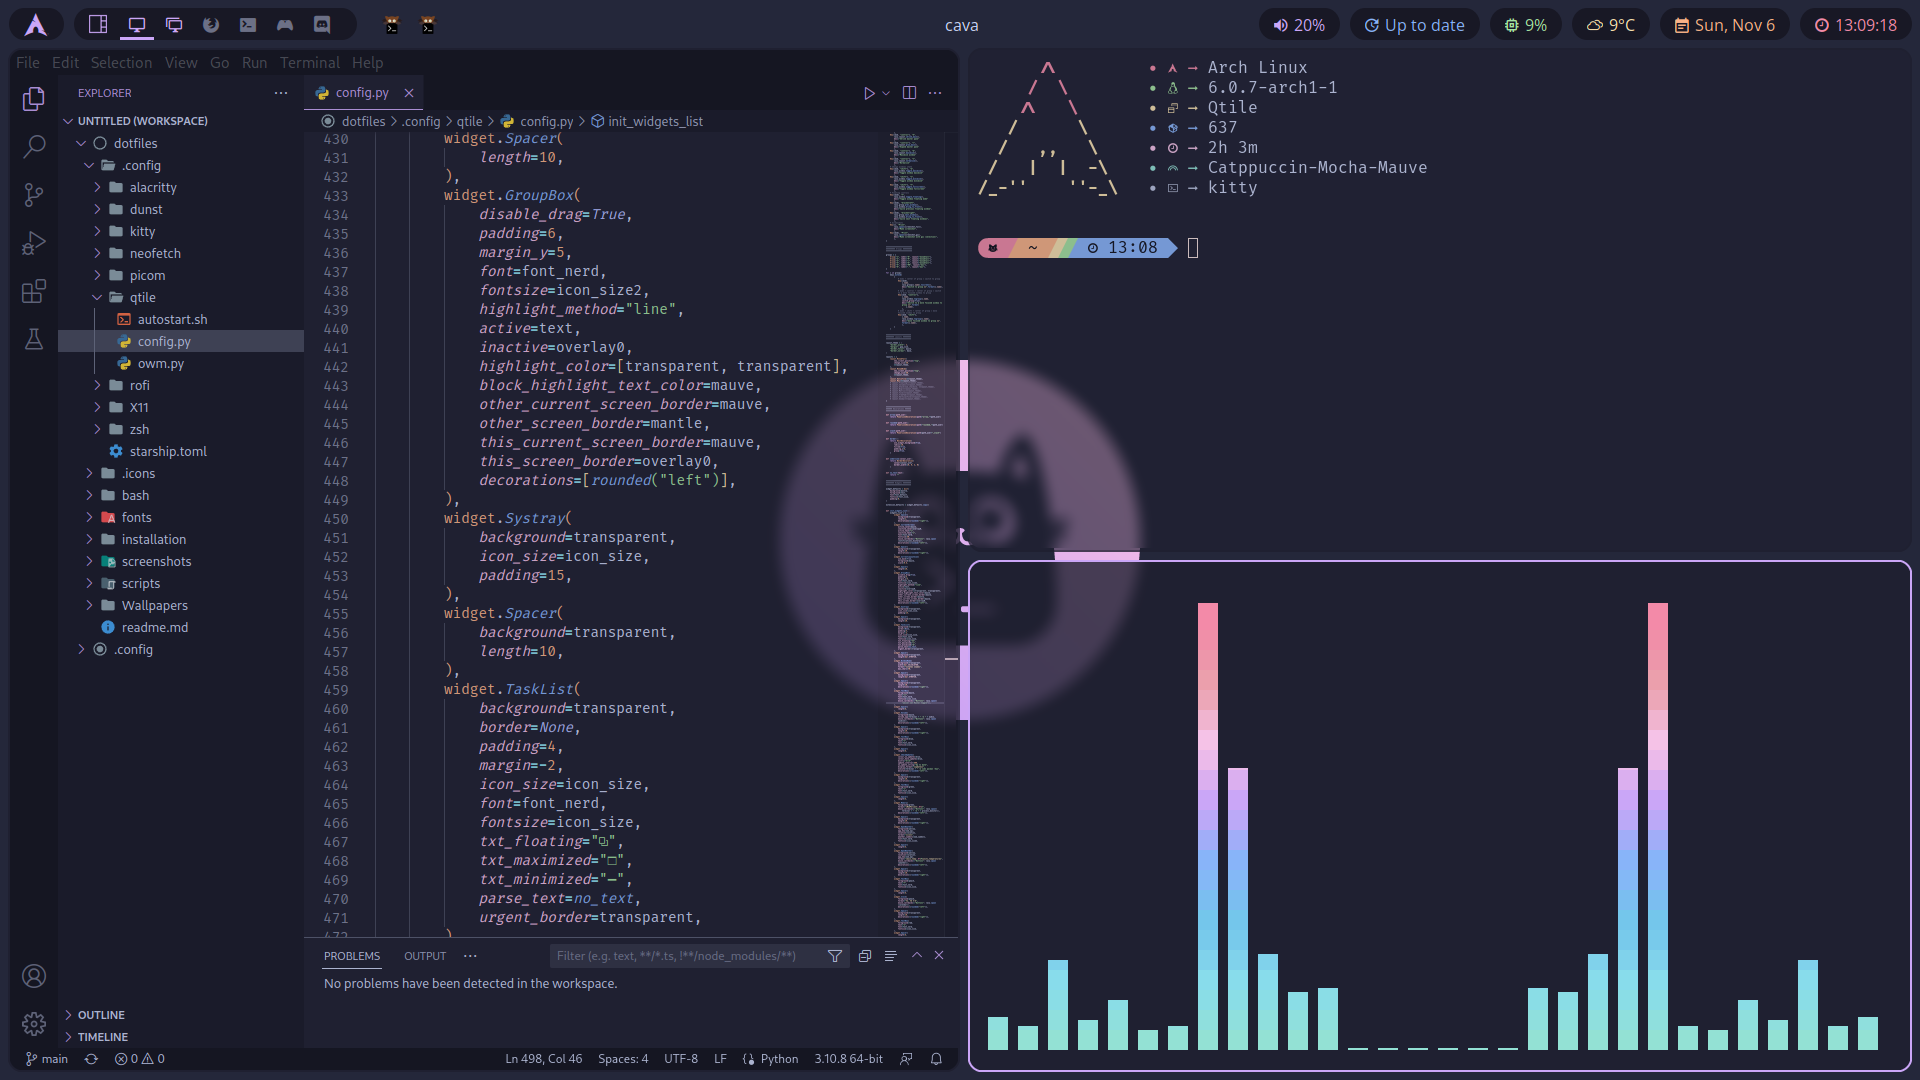 cava
20%
Up to date
9%
9°C
Sun, Nov 6
13:09:18
File Edit Selection View Go Run Terminal Help
EXPLORER
UNTITLED (WORKSPACE)
dotfiles
.config
alacritty
dunst
kitty
neofetch
picom
qtile
autostart.sh
config.py
owm.py
rofi
X11
zsh
starship.toml
.icons
bash
fonts
installation
screenshots
scripts
Wallpapers
readme.md
.config
OUTLINE
TIMELINE
config.py
dotfiles > .config > qtile > config.py > init_widgets_list
430 widget.Spacer(
431 length=10,
432 ),
433 widget.GroupBox(
434 disable_drag=True,
435 padding=6,
436 margin_y=5,
437 font=font_nerd,
438 fontsize=icon_size2,
439 highlight_method="line",
440 active=text,
441 inactive=overlay0,
442 highlight_color=[transparent, transparent],
443 block_highlight_text_color=mauve,
444 other_current_screen_border=mauve,
445 other_screen_border=mantle,
446 this_current_screen_border=mauve,
447 this_screen_border=overlay0,
448 decorations=[rounded("left")],
449 ),
450 widget.Systray(
451 background=transparent,
452 icon_size=icon_size,
453 padding=15,
454 ),
455 widget.Spacer(
456 background=transparent,
457 length=10,
458 ),
459 widget.TaskList(
460 background=transparent,
461 border=None,
462 padding=4,
463 margin=-2,
464 icon_size=icon_size,
465 font=font_nerd,
466 fontsize=icon_size,
467 txt_floating="",
468 txt_maximized="",
469 txt_minimized="",
470 parse_text=no_text,
471 urgent_border=transparent,
472 )
PROBLEMS OUTPUT ··· Filter (e.g. text, **/*.ts, !**/node_modules/**)
No problems have been detected in the workspace.
main 0 0 Ln 498, Col 46 Spaces: 4 UTF-8 LF Python 3.10.8 64-bit
Arch Linux
6.0.7-arch1-1
Qtile
637
2h 3m
Catppuccin-Mocha-Mauve
kitty
~ 13:08